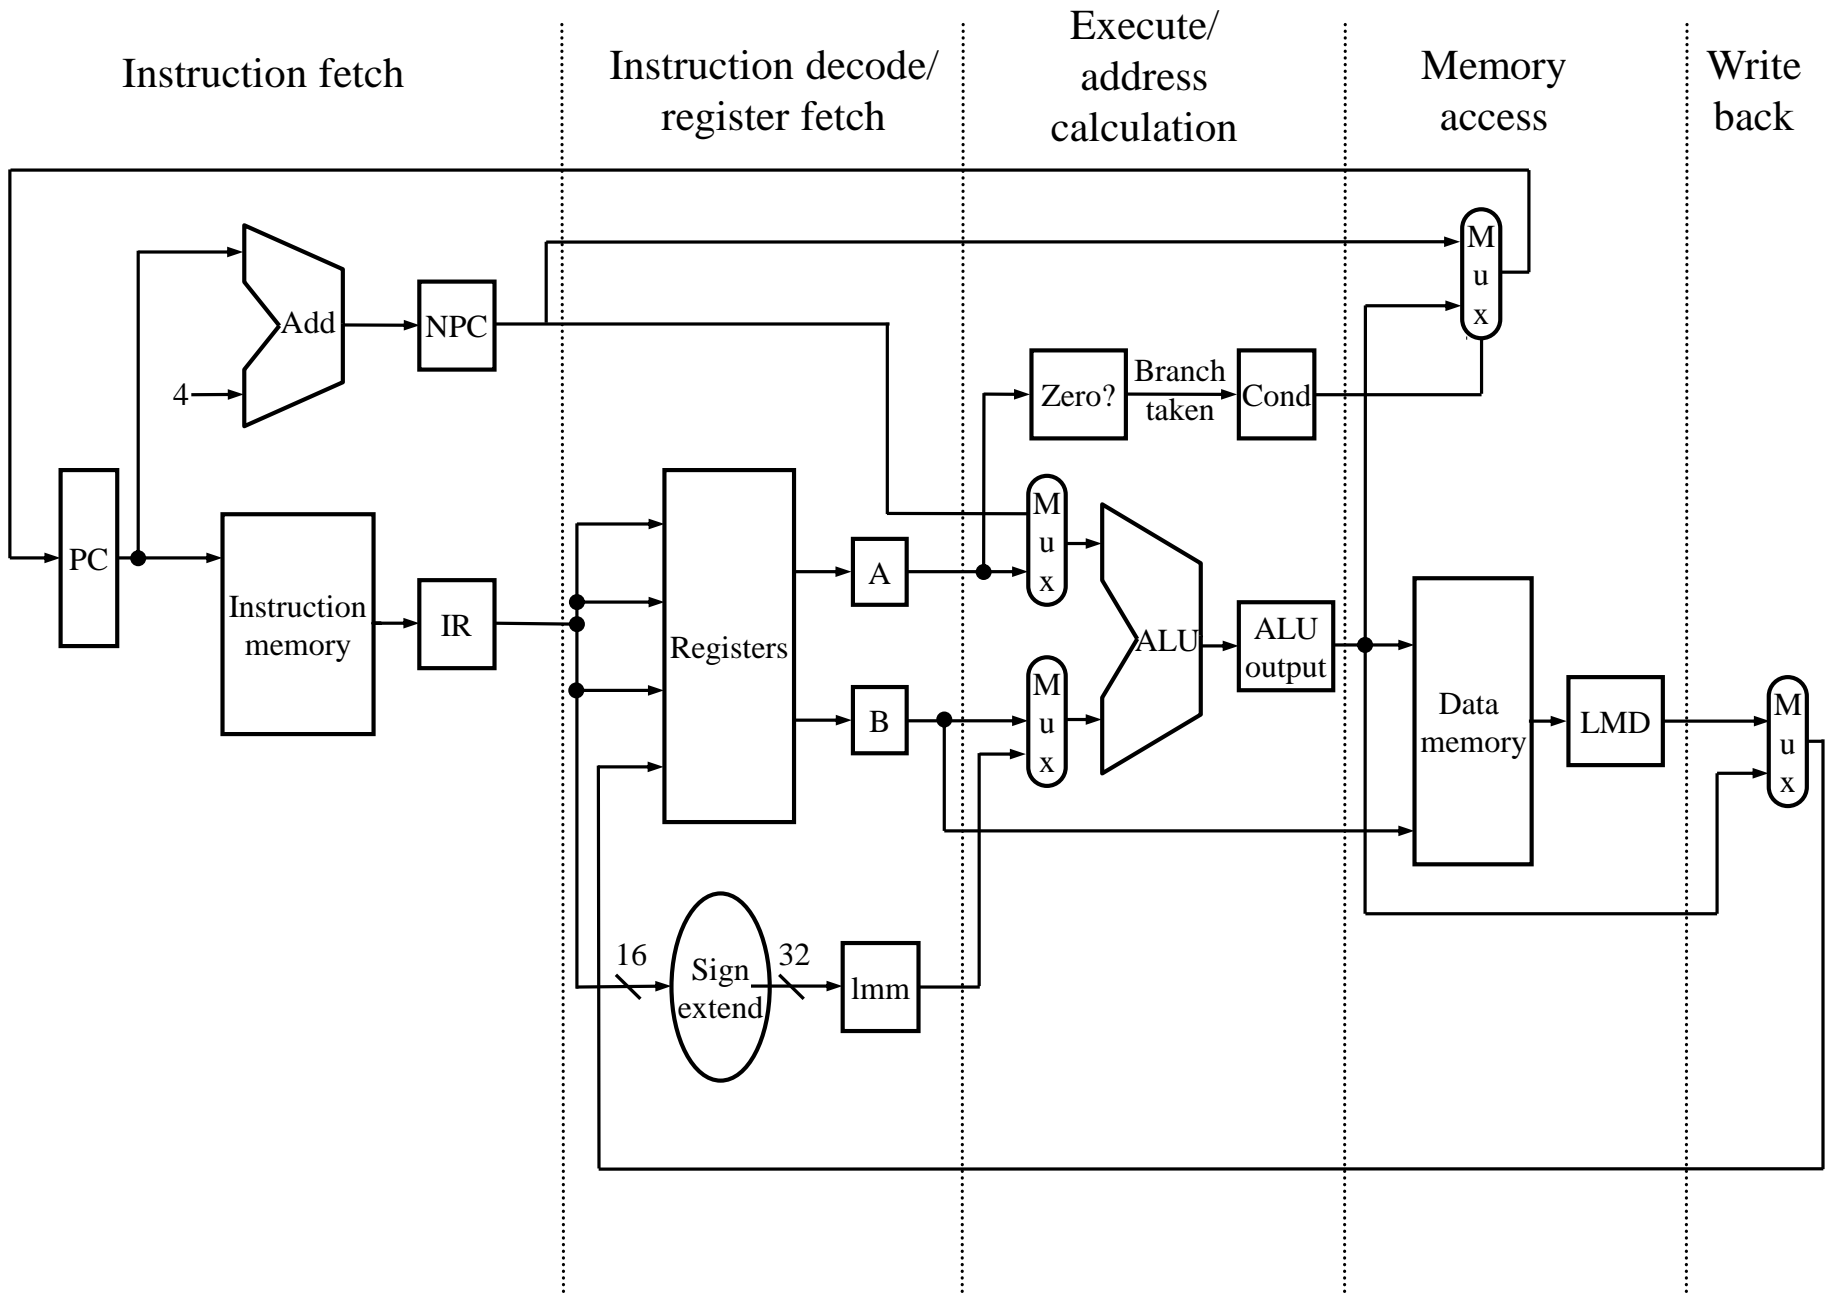 Instruction fetch
Instruction decode/
register fetch
Execute/
address
calculation
Memory
access
Write
back
Add
4
NPC
PC
Instruction
memory
IR
Registers
A
B
16
Sign
extend
32
lmm
Zero?
Branch
taken
Cond
M
u
x
M
u
x
ALU
ALU
output
M
u
x
Data
memory
LMD
M
u
x